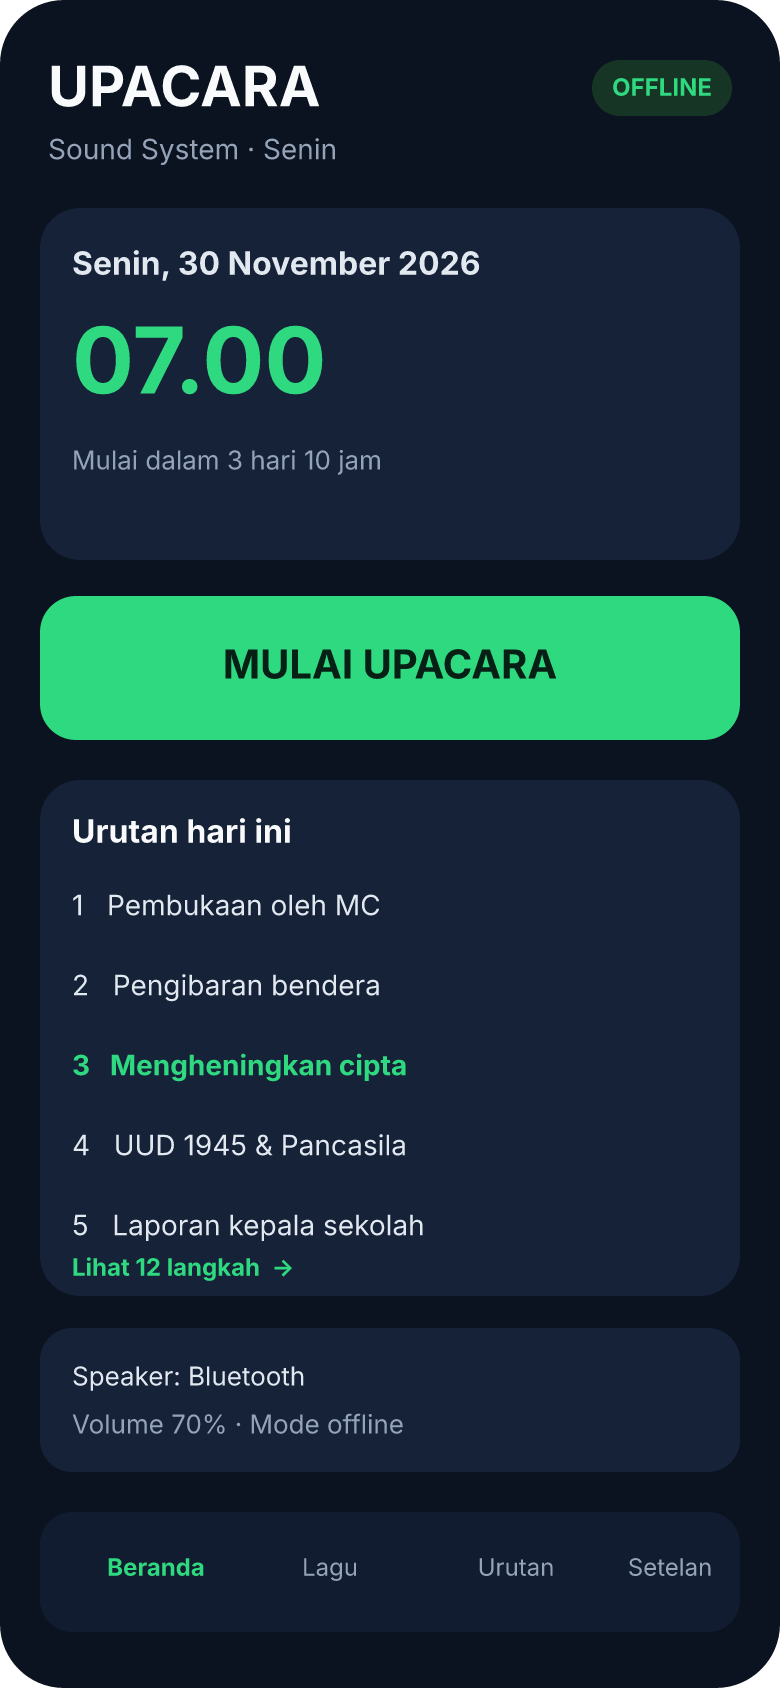 UPACARA
OFFLINE
Sound System · Senin
Senin, 30 November 2026
07.00
Mulai dalam 3 hari 10 jam
MULAI UPACARA
Urutan hari ini
1 Pembukaan oleh MC
2 Pengibaran bendera
3 Mengheningkan cipta
4 UUD 1945 & Pancasila
5 Laporan kepala sekolah
Lihat 12 langkah →
Speaker: Bluetooth
Volume 70% · Mode offline
Beranda Lagu Urutan Setelan